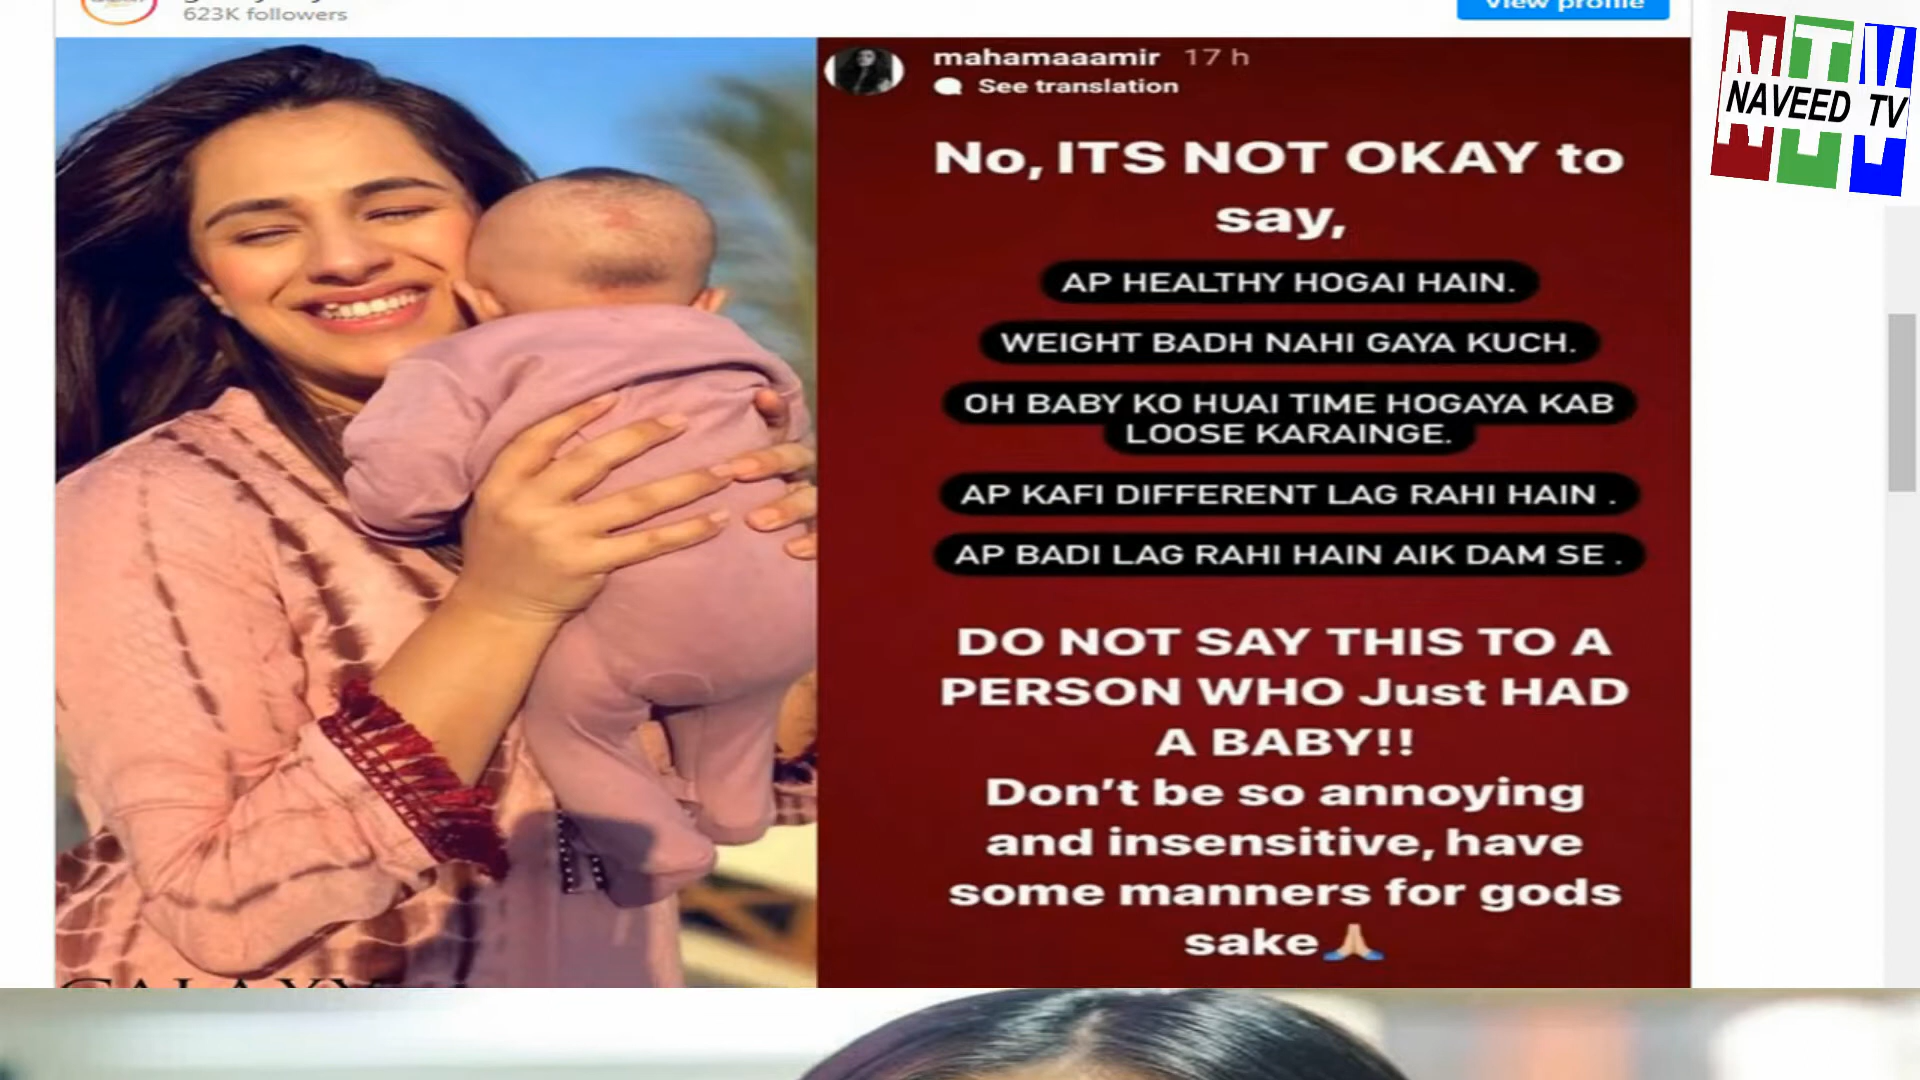 623K followers
View profile
mahamaaamir 17 h
See translation
No, ITS NOT OKAY to
say,
AP HEALTHY HOGAI HAIN.
WEIGHT BADH NAHI GAYA KUCH.
OH BABY KO HUAI TIME HOGAYA KAB
LOOSE KARAINGE.
AP KAFI DIFFERENT LAG RAHI HAIN .
AP BADI LAG RAHI HAIN AIK DAM SE .
DO NOT SAY THIS TO A
PERSON WHO Just HAD
A BABY!!
Don't be so annoying
and insensitive, have
some manners for gods
sake🙏🏼
NTV
NAVEED TV